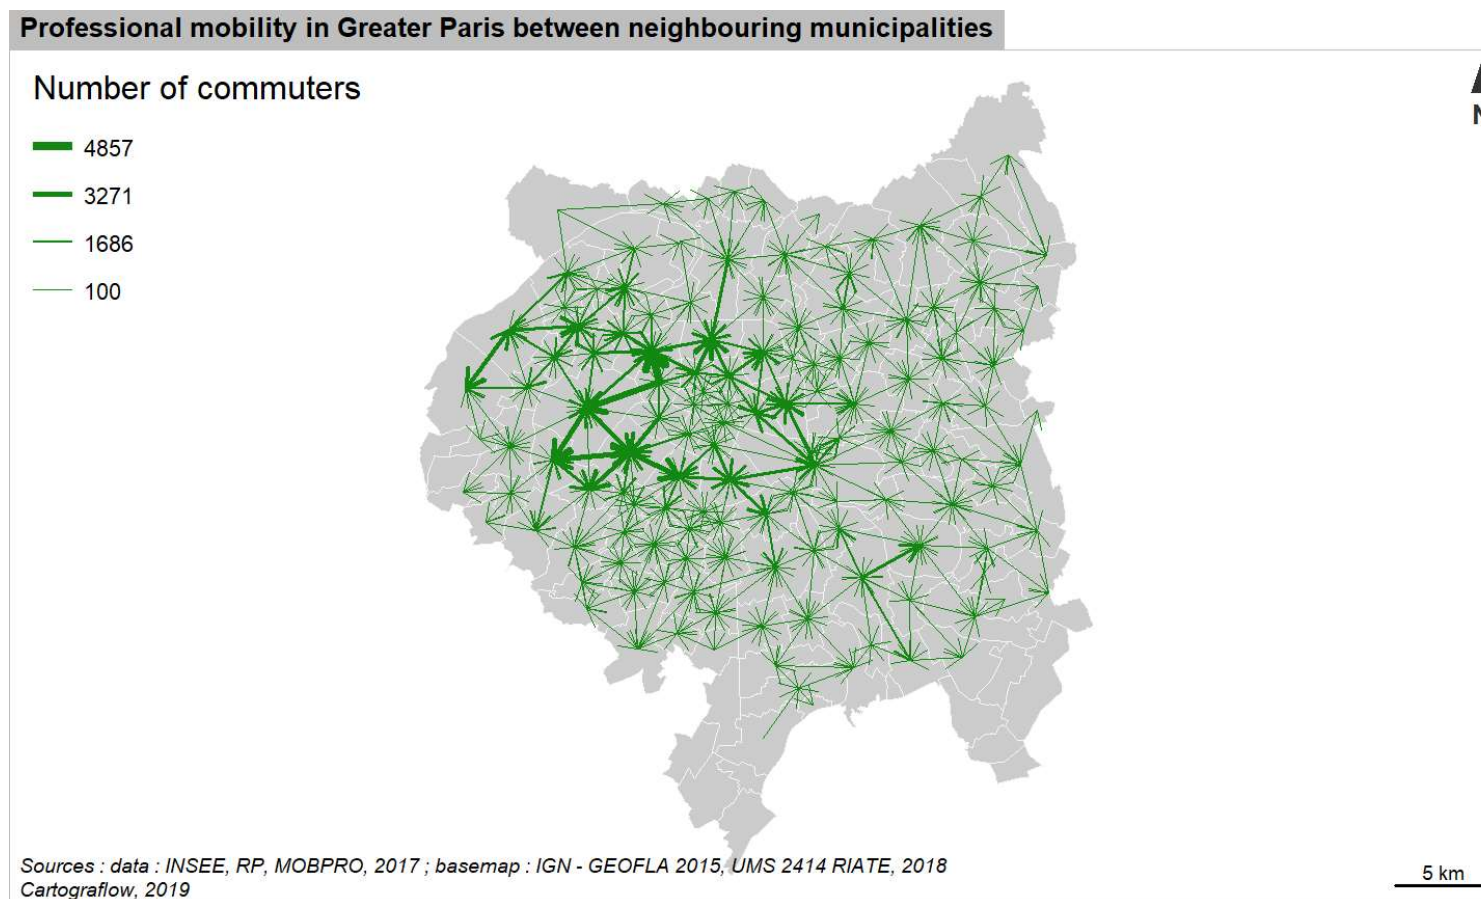 Professional mobility in Greater Paris between neighbouring municipalities
Number of commuters
4857
3271
1686
100
N
Sources : data : INSEE, RP, MOBPRO, 2017 ; basemap : IGN - GEOFLA 2015, UMS 2414 RIATE, 2018
Cartograflow, 2019
5 km